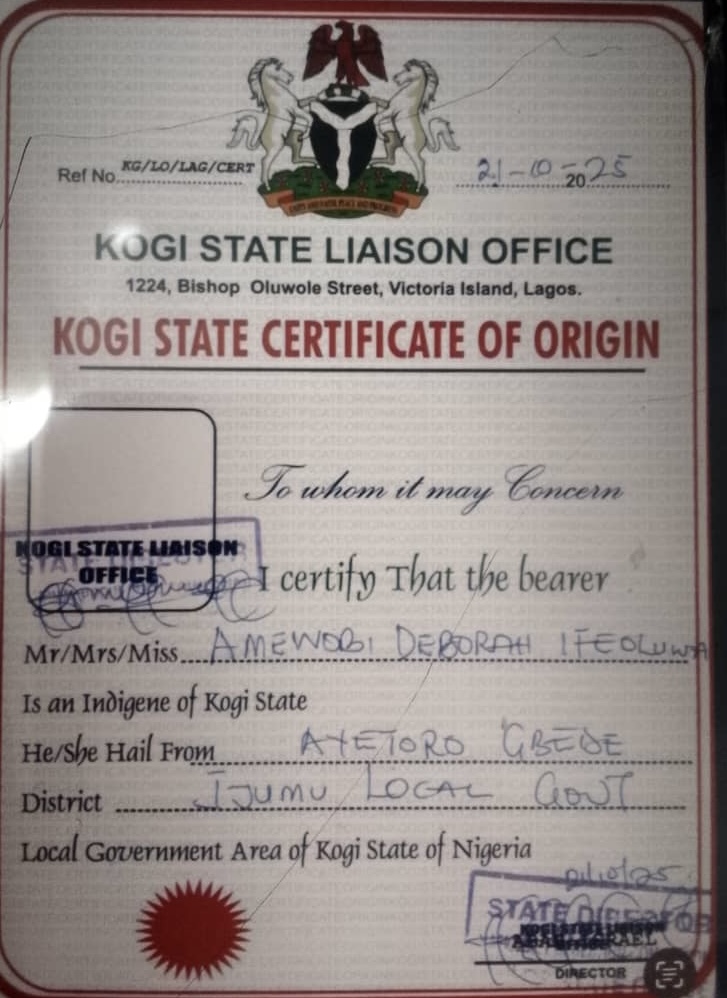 Ref No. KG/LO/LAG/CERT
21-10-2025
KOGI STATE LIAISON OFFICE
1224, Bishop Oluwole Street, Victoria Island, Lagos.
KOGI STATE CERTIFICATE OF ORIGIN
To whom it may Concern
KOGI STATE LIAISON
OFFICE
I certify That the bearer
Mr/Mrs/Miss AMEWOBI DEBORAH IFEOLUWA
Is an Indigene of Kogi State
He/She Hail From AYETORO GBEDE
District IJUMU LOCAL GOVT
Local Government Area of Kogi State of Nigeria
21/10/25
STATE DIRECTOR
DIRECTOR